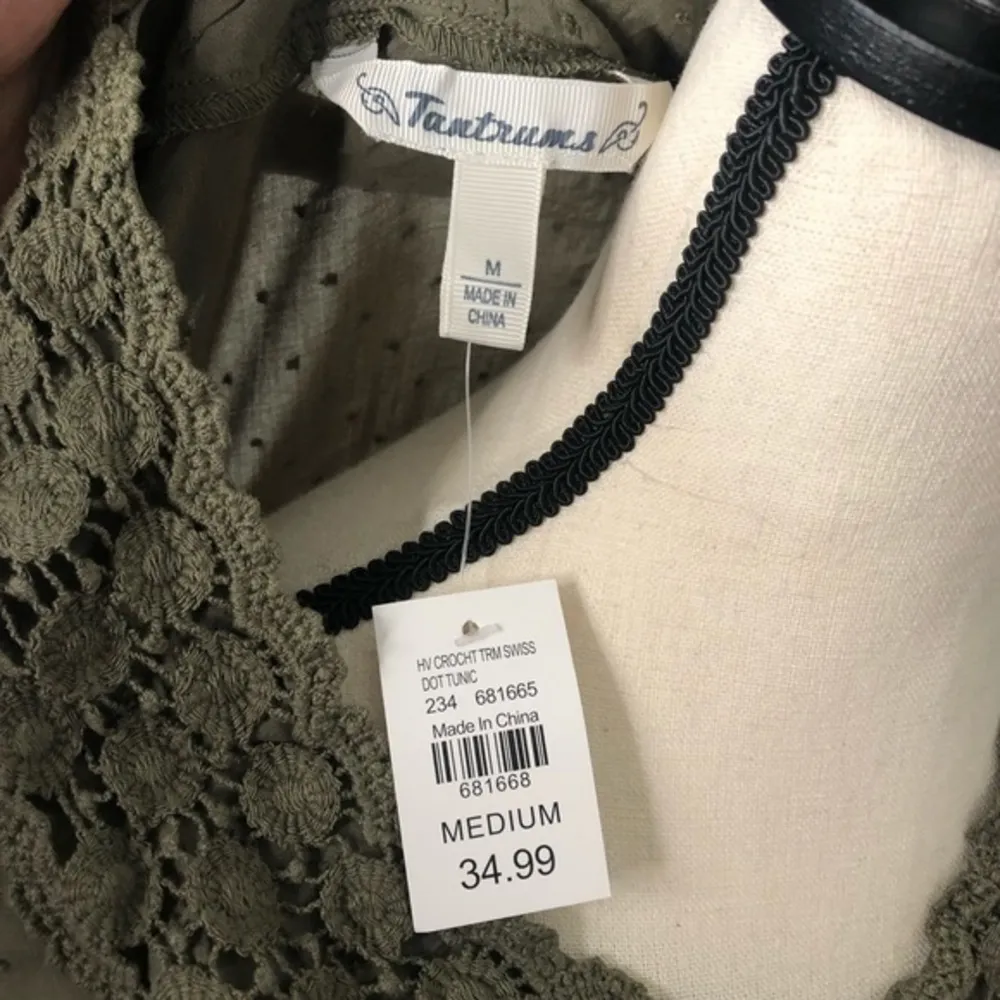 Tantrums
M
MADE IN
CHINA
HV CROCHT TRM SWISS
DOT TUNIC
234 681665
Made In China
681668
MEDIUM
34.99